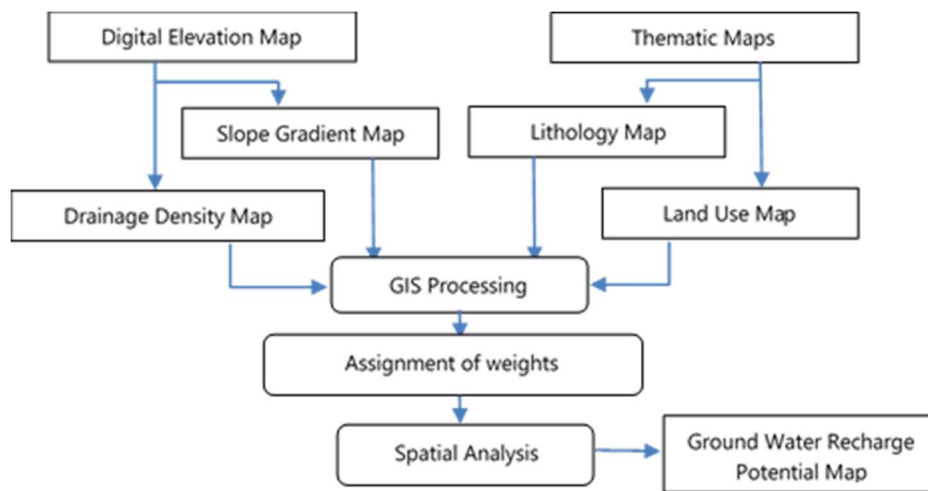 Digital Elevation Map
Thematic Maps
Slope Gradient Map
Lithology Map
Drainage Density Map
Land Use Map
GIS Processing
Assignment of weights
Spatial Analysis
Ground Water Recharge
Potential Map